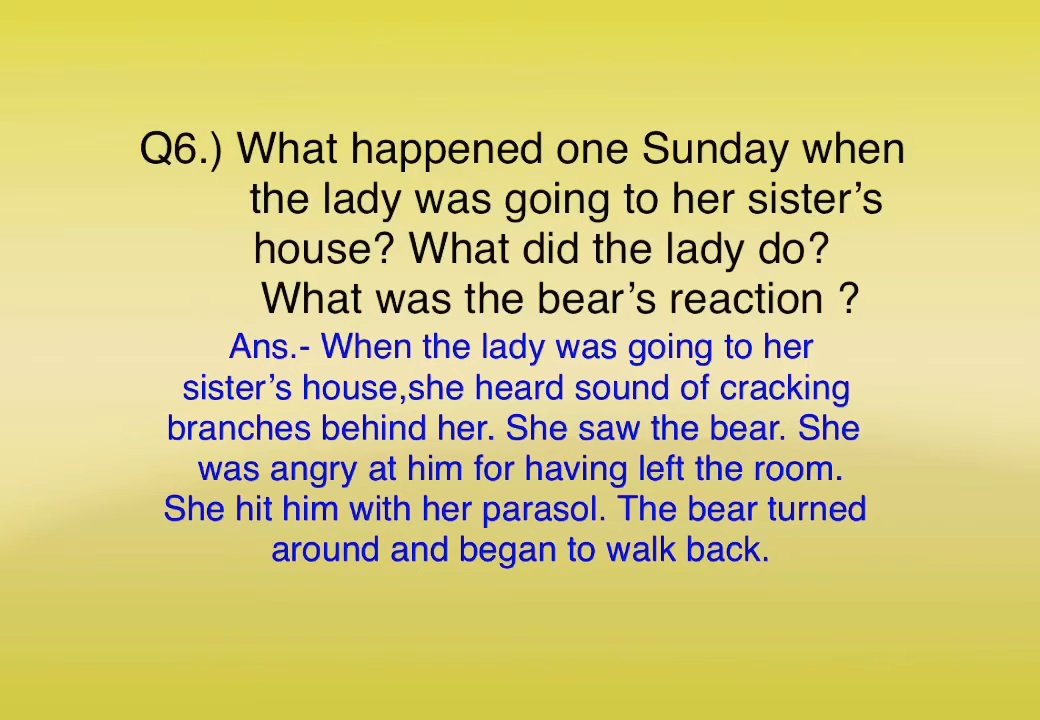 Q6.) What happened one Sunday when
the lady was going to her sister’s
house? What did the lady do?
What was the bear’s reaction ?
Ans.- When the lady was going to her
sister’s house,she heard sound of cracking
branches behind her. She saw the bear. She
was angry at him for having left the room.
She hit him with her parasol. The bear turned
around and began to walk back.